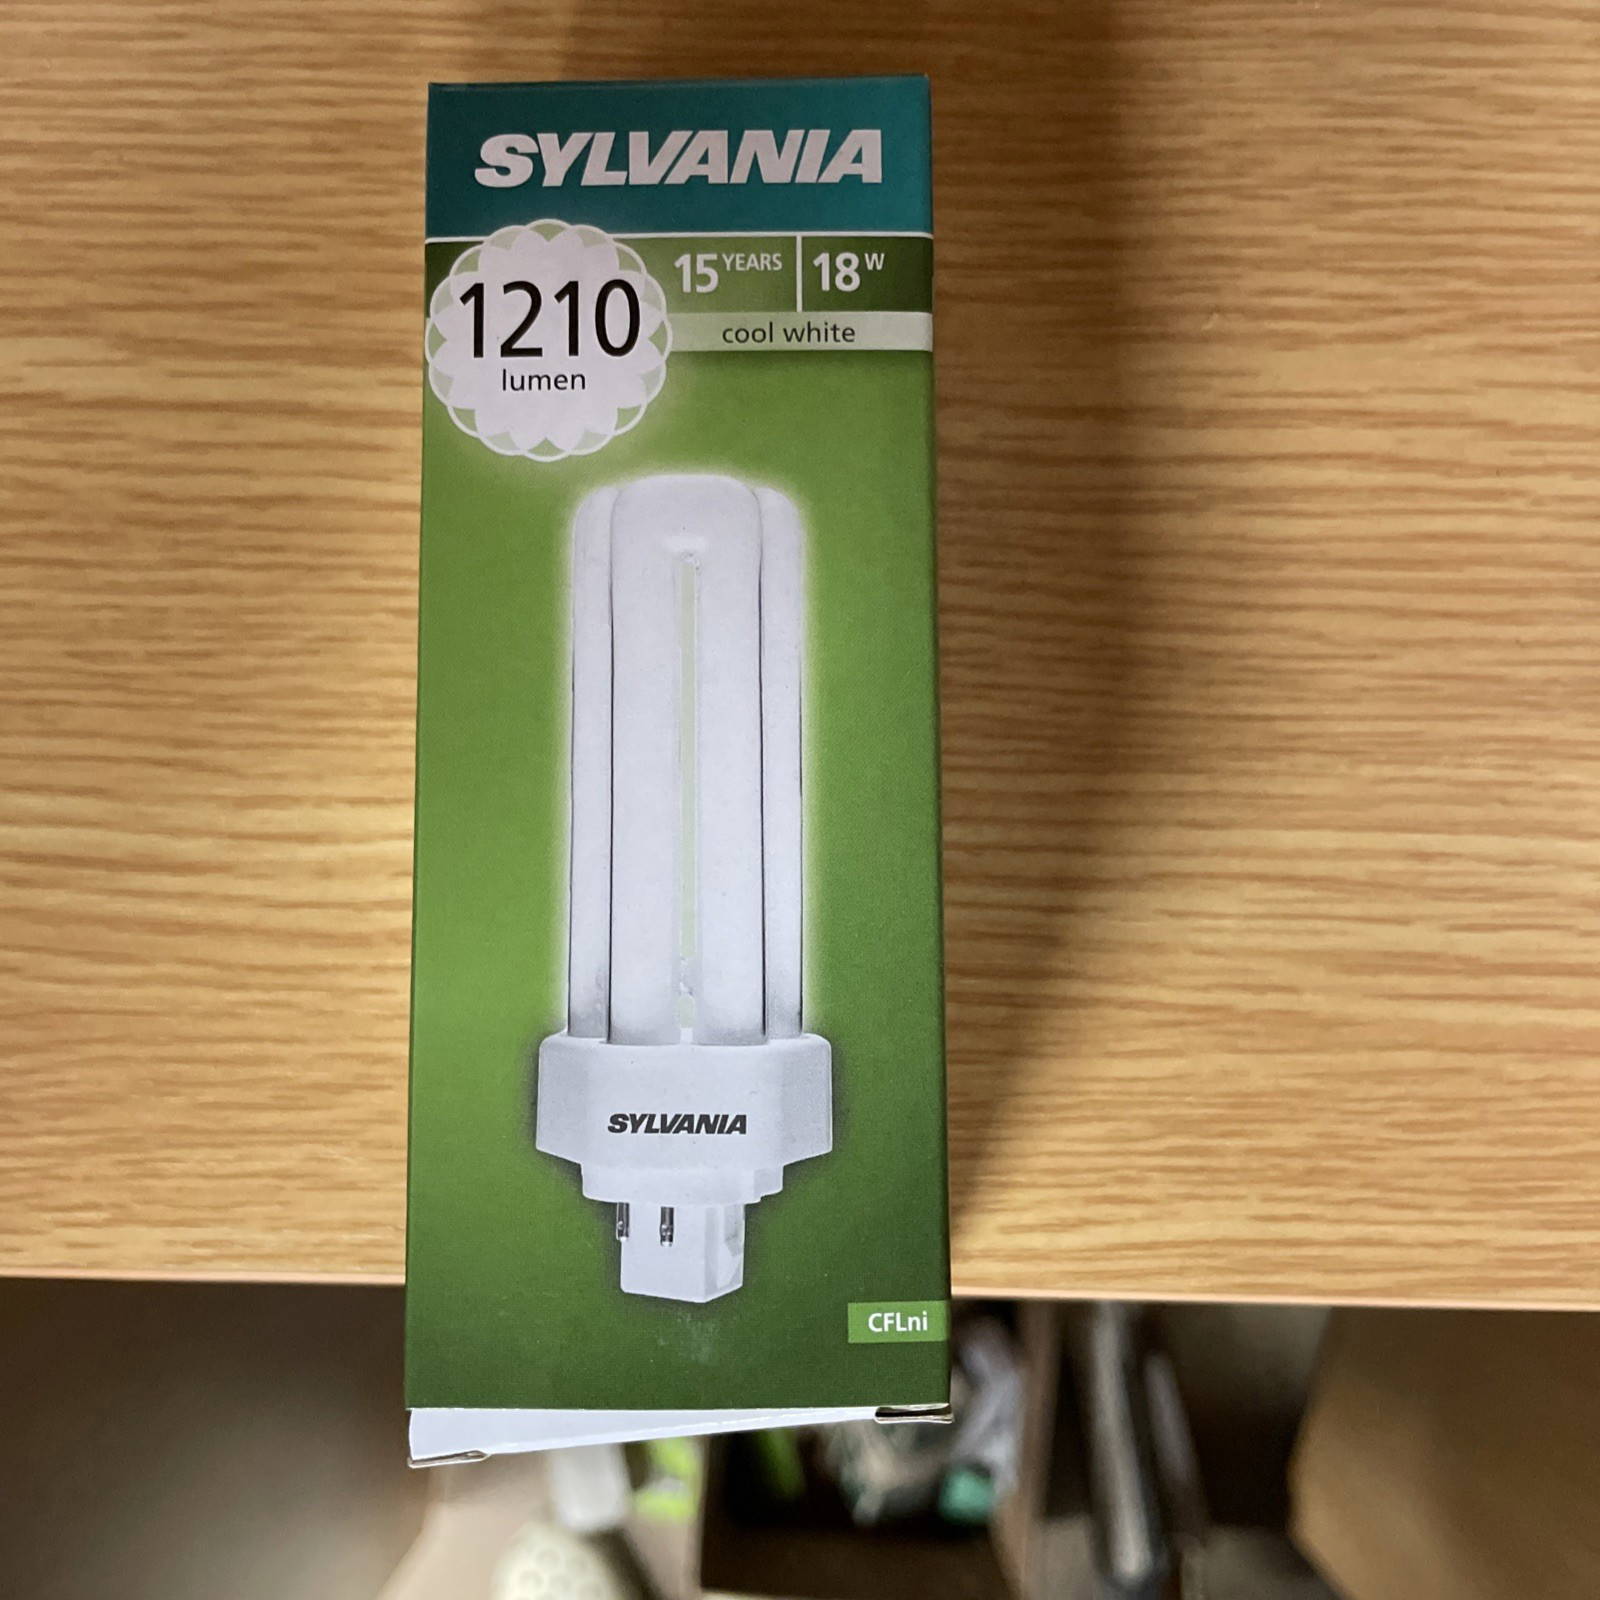 SYLVANIA
1210
lumen
15 YEARS
18 W
cool white
SYLVANIA
CFLni